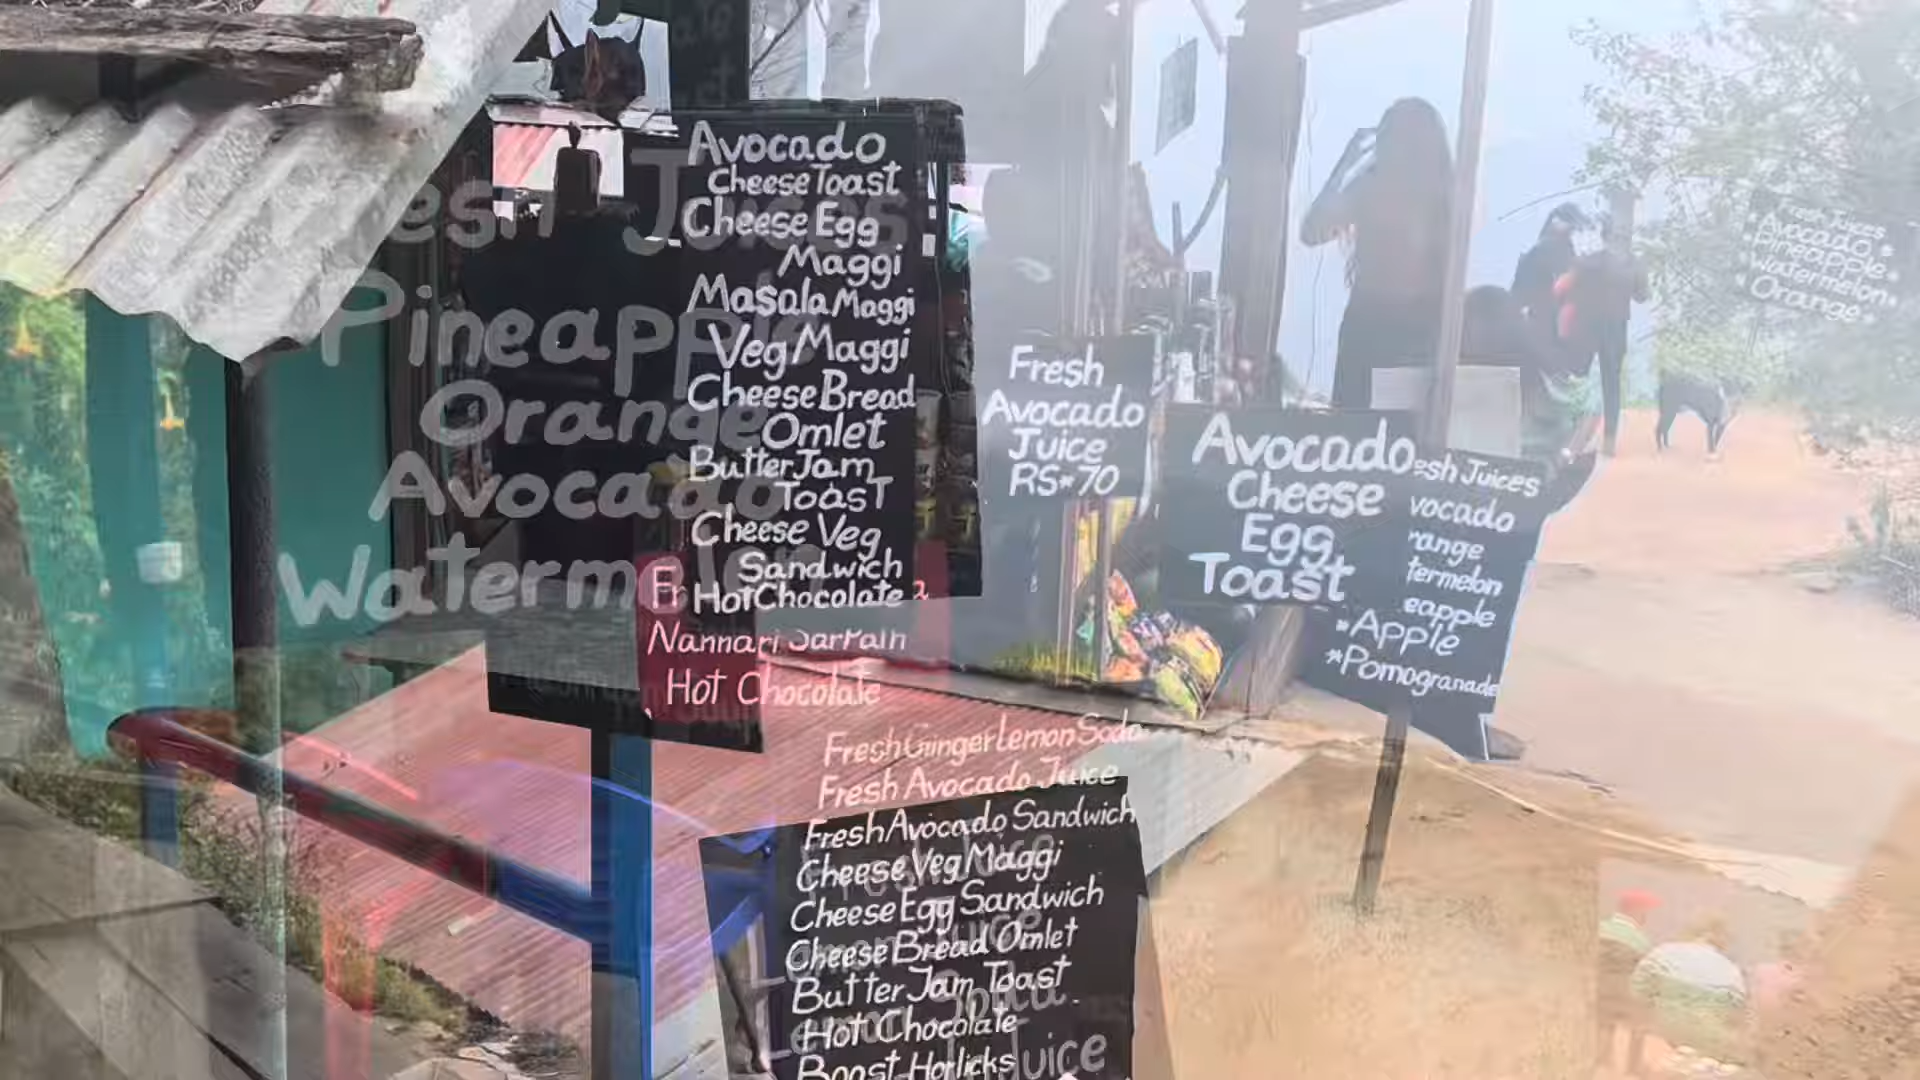 Avocado
Cheese Toast
Cheese Egg
Maggi
Masala Maggi
Veg Maggi
Cheese Bread
Omlet
Butter Jam
Toast
Cheese Veg
Sandwich
Hot Chocolate
Juices
Pineapple
Orange
Avocado
Nannari
Hot Chocolate
Fresh
Avocado
Juice
RS*70
Avocado
Cheese
Egg
Toast
Juices
*Apple
*Pomogranade
Fresh Juices
*Avocado*
*Pineapple*
*Watermelon*
*Orange*
Fresh Ginger Lemon Soda
Fresh Avocado Juice
Fresh Avocado Sandwich
Cheese Veg Maggi
Cheese Egg Sandwich
Cheese Bread Omlet
Butter Jam Toast
Hot Chocolate
Boost Horlicks
Juice